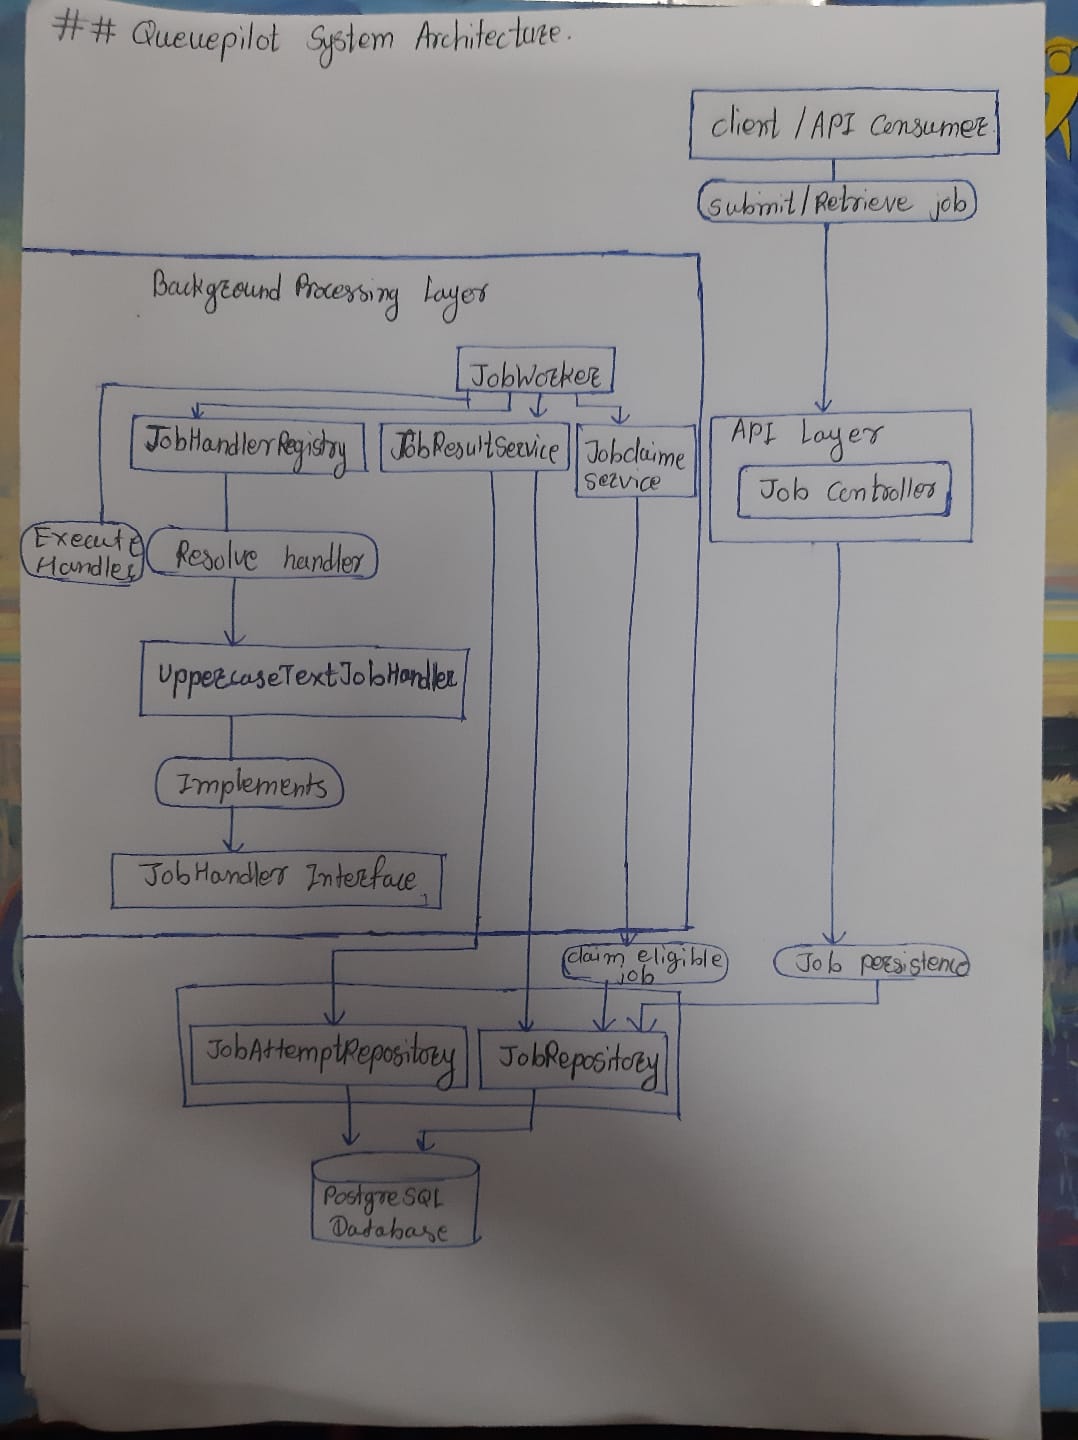 ## Queuepilot System Architecture.
client / API Consumer
Submit/Retrieve job
Background Processing Layer
JobWorker
JobHandlerRegistry
JobResultService
Jobclaime
service
API Layer
Job Controller
Execute
Handler
Resolve handler
UppercaseTextJobHandler
Implements
JobHandler Interface
claim eligible
job
Job persistence
JobAttemptRepository
JobRepository
PostgreSQL
Database